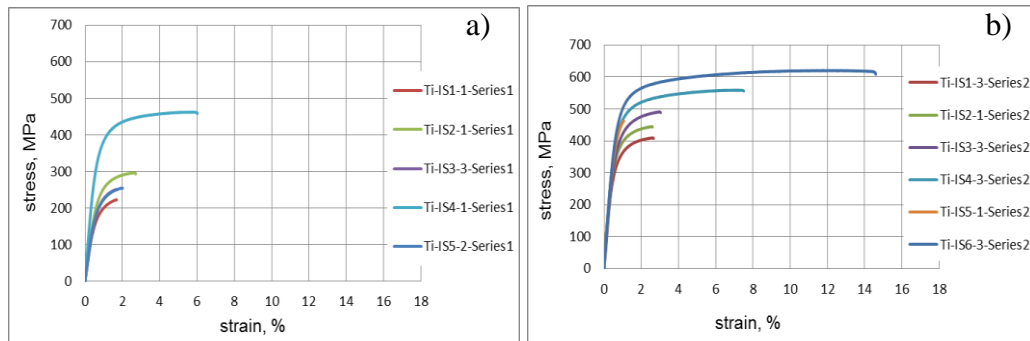 a)
700
600
500
400
300
200
100
0
stress, MPa
0 2 4 6 8 10 12 14 16 18
strain, %
Ti-IS1-1-Series1
Ti-IS2-1-Series1
Ti-IS3-3-Series1
Ti-IS4-1-Series1
Ti-IS5-2-Series1
b)
700
600
500
400
300
200
100
0
stress, MPa
0 2 4 6 8 10 12 14 16 18
strain, %
Ti-IS1-3-Series2
Ti-IS2-1-Series2
Ti-IS3-3-Series2
Ti-IS4-3-Series2
Ti-IS5-1-Series2
Ti-IS6-3-Series2